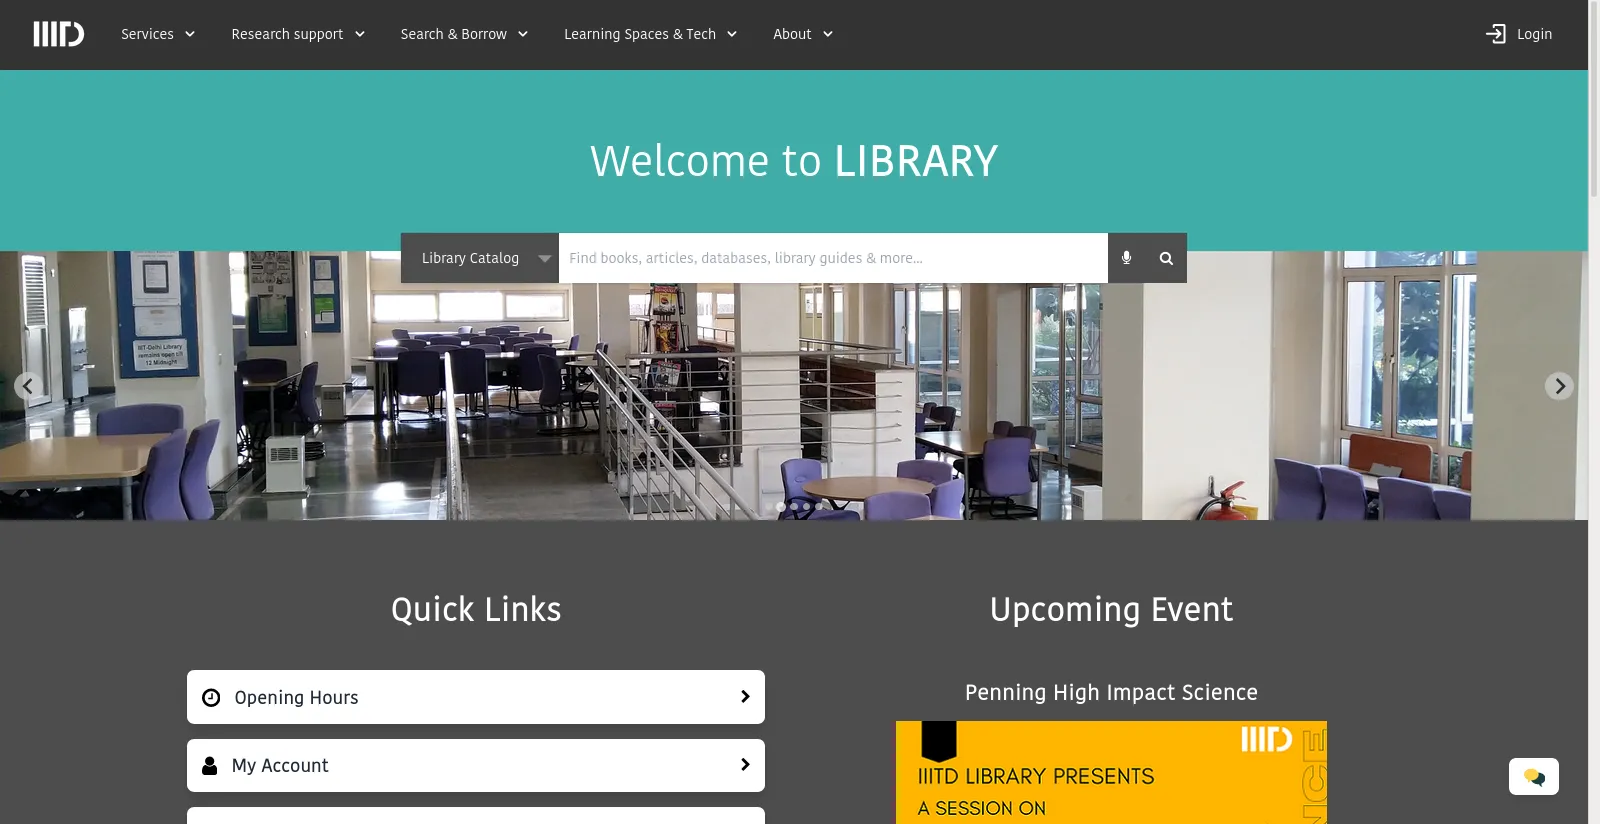 IIITD
Services
Research support
Search & Borrow
Learning Spaces & Tech
About
Login
Welcome to LIBRARY
Library Catalog
Find books, articles, databases, library guides & more...
IIIT-Delhi Library
remains open till
12 Midnight
Quick Links
Upcoming Event
Opening Hours
My Account
Penning High Impact Science
IIITD
IIITD LIBRARY PRESENTS
A SESSION ON
NCE